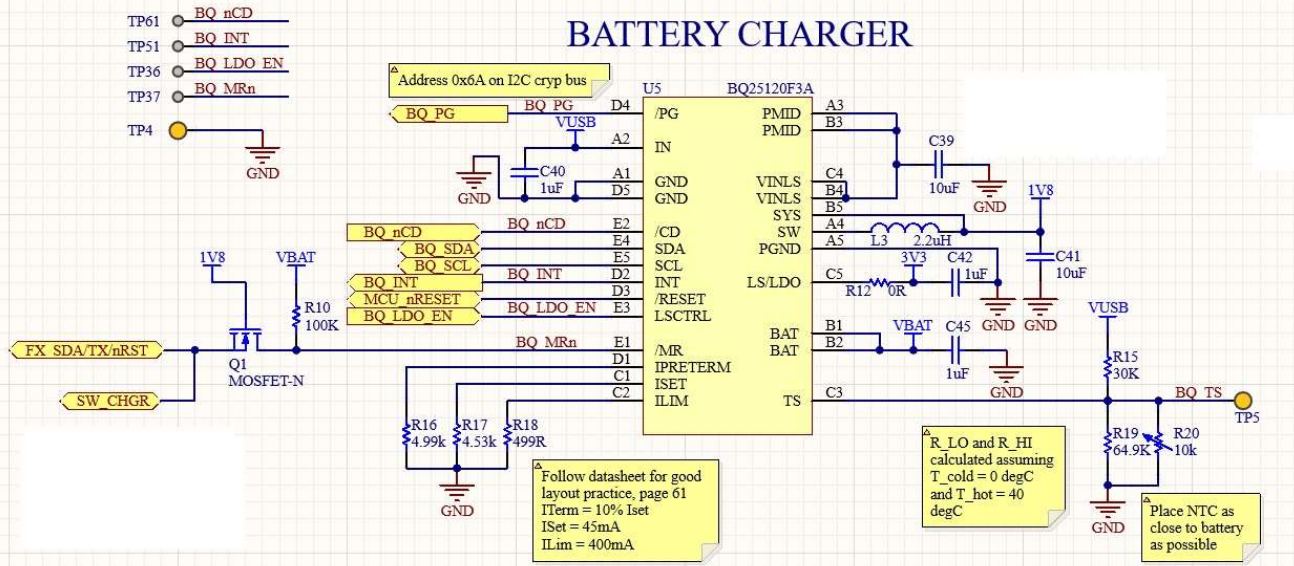 BATTERY CHARGER
TP61 BQ_nCD
TP51 BQ_INT
TP36 BQ_LDO_EN
TP37 BQ_MRn
TP4
GND
Address 0x6A on I2C cryp bus
U5 BQ25120F3A
BQ_PG BQ_PG D4 /PG
VUSB
A2 IN
C40
1uF
GND
A1 GND
D5 GND
BQ_nCD BQ_nCD E2 /CD
BQ_SDA E4 SDA
BQ_SCL E5 SCL
BQ_INT BQ_INT D2 INT
MCU_nRESET D3 /RESET
BQ_LDO_EN BQ_LDO_EN E3 LSCTRL
BQ_MRn E1 /MR
D1 IPRETERM
C1 ISET
C2 ILIM
1V8
VBAT
R10
100K
Q1
MOSFET-N
FX_SDA/TX/nRST
SW_CHGR
R16
4.99k
R17
4.53k
R18
499R
GND
PMID A3
PMID B3
VINLS C4
VINLS B4
SYS B5
SW A4
PGND A5
LS/LDO C5
BAT B1
BAT B2
TS C3
C39
10uF
GND
1V8
L3 2.2uH
C41
10uF
GND
3V3
C42
1uF
R12 0R
GND
VBAT
C45
1uF
GND
VUSB
R15
30K
BQ_TS
TP5
R19
64.9K
R20
10k
GND
Follow datasheet for good
layout practice, page 61
ITerm = 10% Iset
ISet = 45mA
ILim = 400mA
R_LO and R_HI
calculated assuming
T_cold = 0 degC
and T_hot = 40
degC
Place NTC as
close to battery
as possible